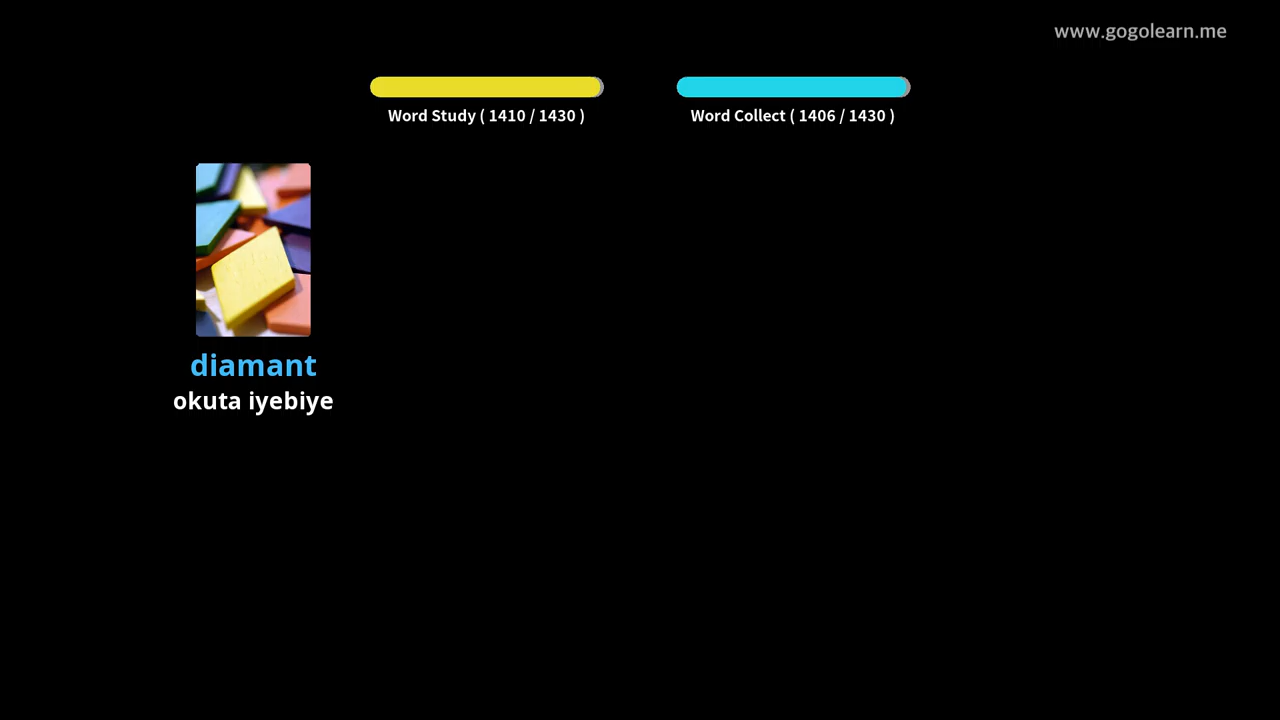 www.gogolearn.me
Word Study ( 1410 / 1430 )
Word Collect ( 1406 / 1430 )
diamant
okuta iyebiye